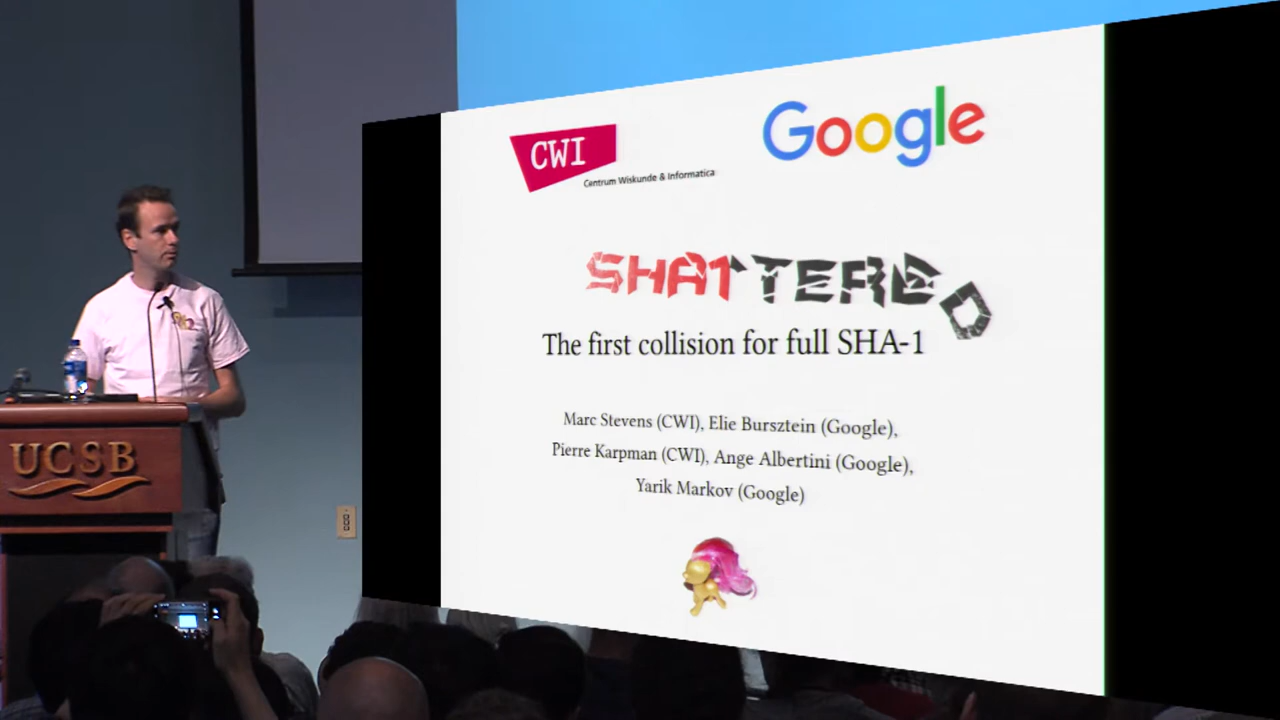 CWI
Centrum Wiskunde & Informatica
Google
SHATTERED
The first collision for full SHA-1
Marc Stevens (CWI), Elie Bursztein (Google),
Pierre Karpman (CWI), Ange Albertini (Google),
Yarik Markov (Google)
UCSB